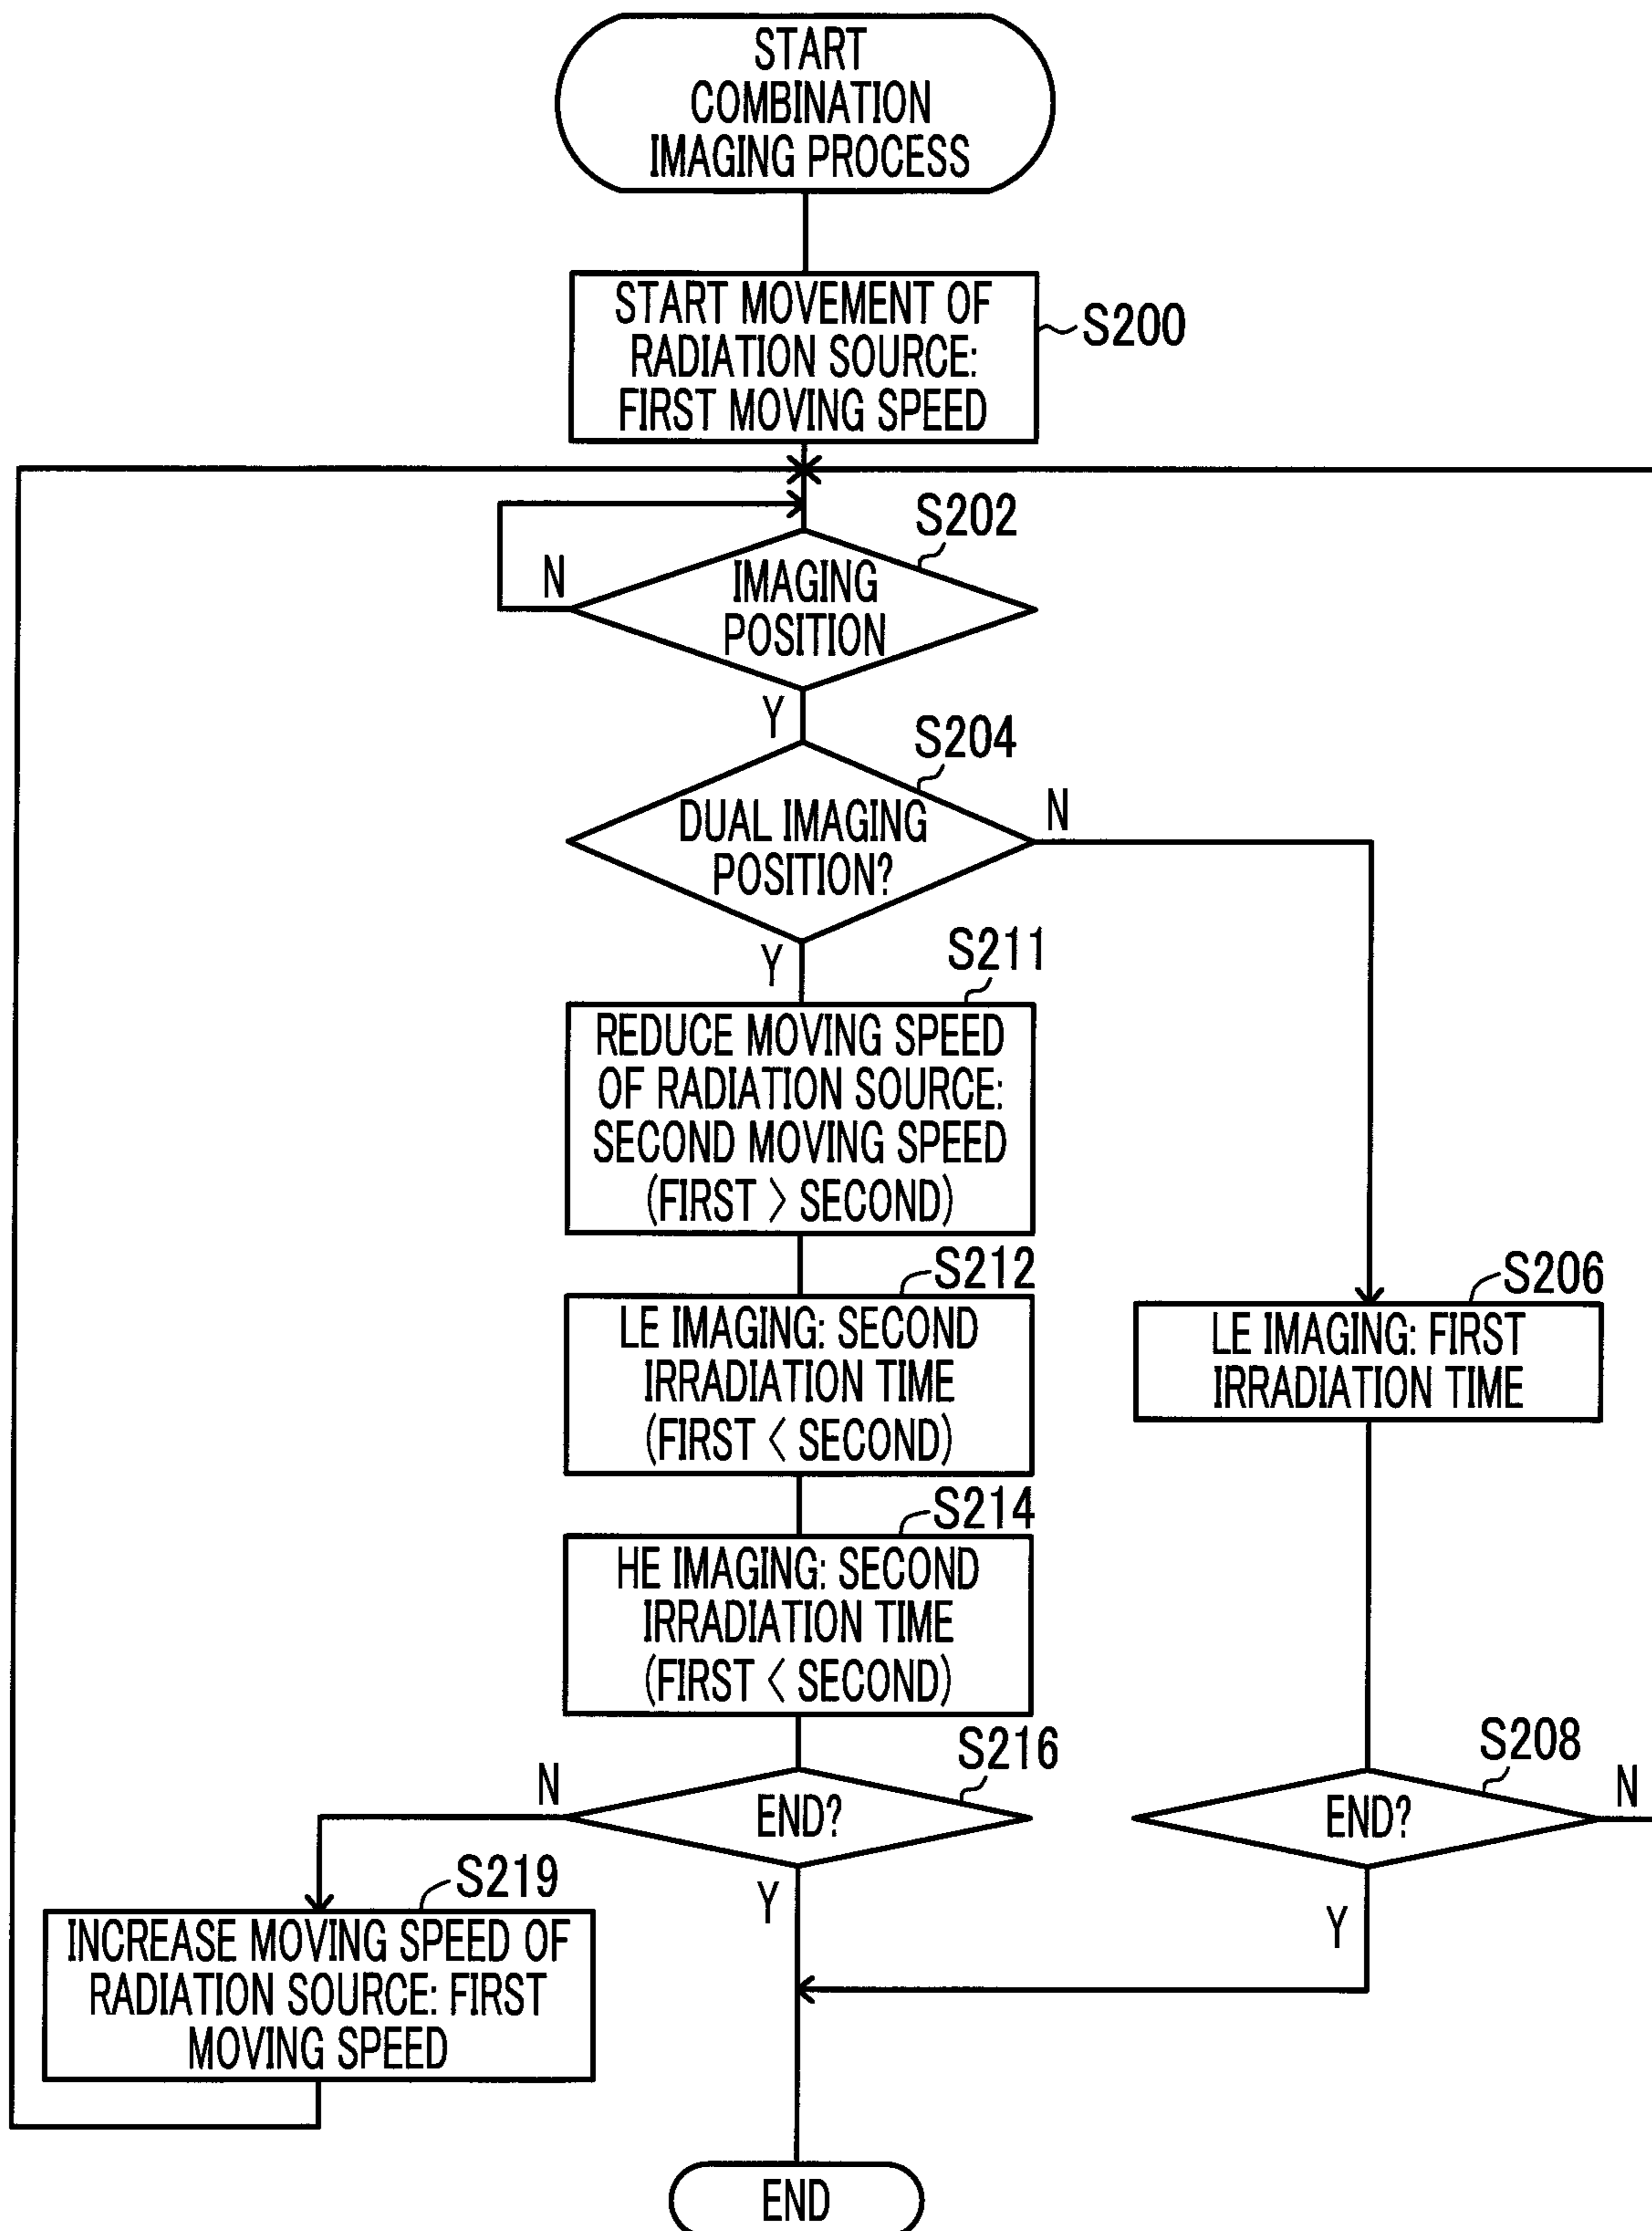 START
COMBINATION
IMAGING PROCESS
START MOVEMENT OF
RADIATION SOURCE:
FIRST MOVING SPEED
S200
S202
N
IMAGING
POSITION
Y
S204
DUAL IMAGING
POSITION?
N
Y
S211
REDUCE MOVING SPEED
OF RADIATION SOURCE:
SECOND MOVING SPEED
(FIRST > SECOND)
S212
LE IMAGING: SECOND
IRRADIATION TIME
(FIRST < SECOND)
S206
LE IMAGING: FIRST
IRRADIATION TIME
S214
HE IMAGING: SECOND
IRRADIATION TIME
(FIRST < SECOND)
S216
N
END?
Y
S208
END?
N
Y
S219
INCREASE MOVING SPEED OF
RADIATION SOURCE: FIRST
MOVING SPEED
END